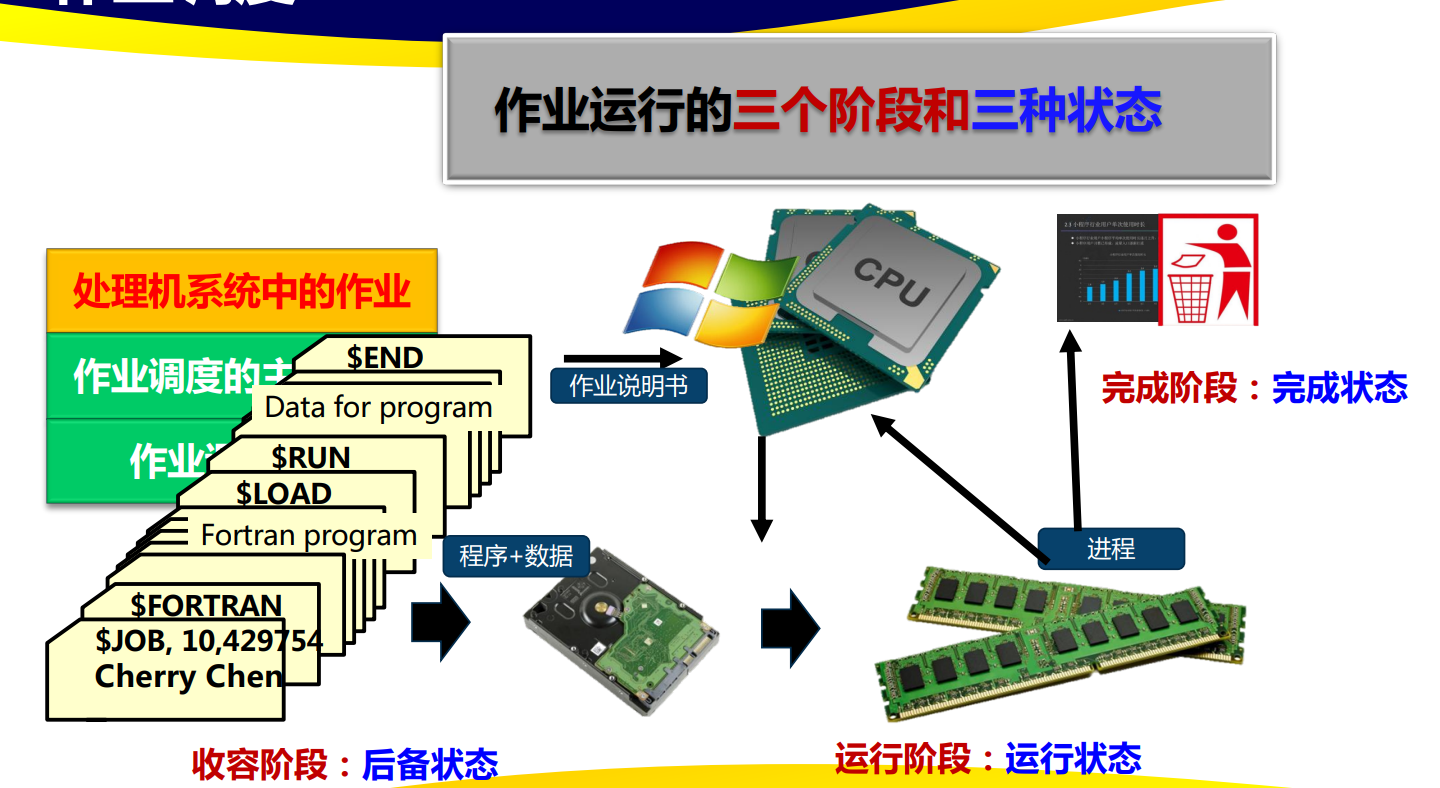 作业调度
作业运行的三个阶段和三种状态
处理机系统中的作业
作业调度的主
作业
$END
Data for program
$RUN
$LOAD
Fortran program
$FORTRAN
$JOB, 10,429754
Cherry Chen
作业说明书
CPU
程序+数据
进程
完成阶段：完成状态
收容阶段：后备状态
运行阶段：运行状态